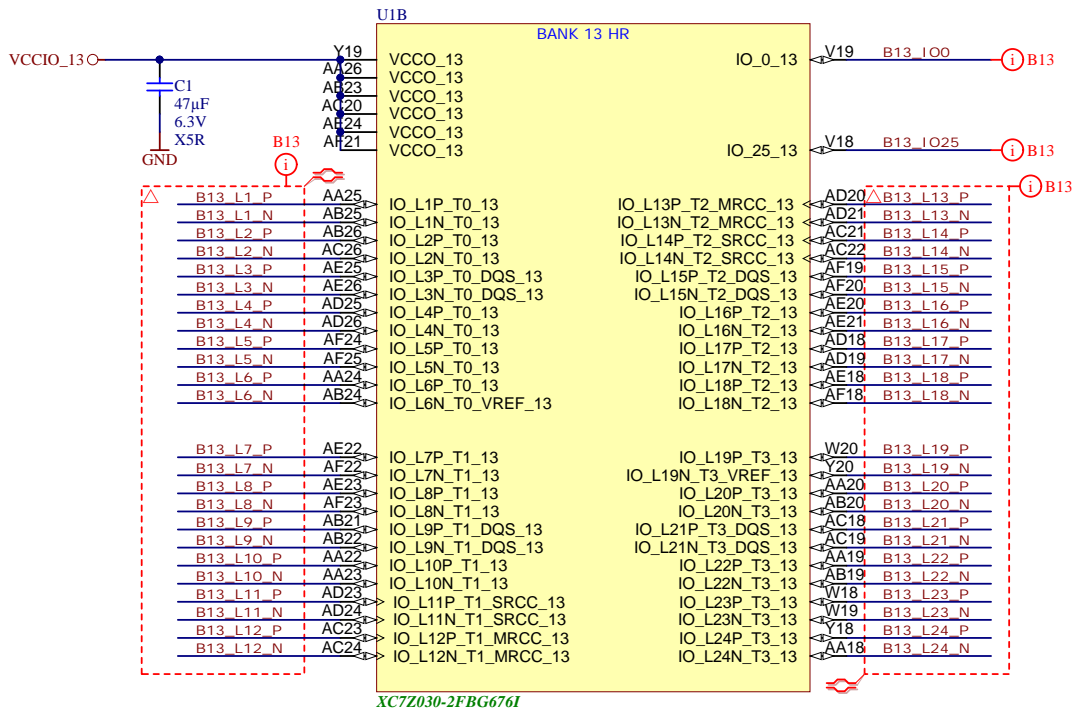 U1B
BANK 13 HR
VCCIO_13
Y19 VCCO_13 IO_0_13 V19 B13_IO0 i B13
AA26 VCCO_13
AB23 VCCO_13
AC20 VCCO_13
AE24 VCCO_13
AF21 VCCO_13 IO_25_13 V18 B13_IO25 i B13
C1
47µF
6.3V
X5R
GND
B13
i
i B13
B13_L1_P AA25 IO_L1P_T0_13 IO_L13P_T2_MRCC_13 AD20 B13_L13_P
B13_L1_N AB25 IO_L1N_T0_13 IO_L13N_T2_MRCC_13 AD21 B13_L13_N
B13_L2_P AB26 IO_L2P_T0_13 IO_L14P_T2_SRCC_13 AC21 B13_L14_P
B13_L2_N AC26 IO_L2N_T0_13 IO_L14N_T2_SRCC_13 AC22 B13_L14_N
B13_L3_P AE25 IO_L3P_T0_DQS_13 IO_L15P_T2_DQS_13 AF19 B13_L15_P
B13_L3_N AE26 IO_L3N_T0_DQS_13 IO_L15N_T2_DQS_13 AF20 B13_L15_N
B13_L4_P AD25 IO_L4P_T0_13 IO_L16P_T2_13 AE20 B13_L16_P
B13_L4_N AD26 IO_L4N_T0_13 IO_L16N_T2_13 AE21 B13_L16_N
B13_L5_P AF24 IO_L5P_T0_13 IO_L17P_T2_13 AD18 B13_L17_P
B13_L5_N AF25 IO_L5N_T0_13 IO_L17N_T2_13 AD19 B13_L17_N
B13_L6_P AA24 IO_L6P_T0_13 IO_L18P_T2_13 AE18 B13_L18_P
B13_L6_N AB24 IO_L6N_T0_VREF_13 IO_L18N_T2_13 AF18 B13_L18_N
B13_L7_P AE22 IO_L7P_T1_13 IO_L19P_T3_13 W20 B13_L19_P
B13_L7_N AF22 IO_L7N_T1_13 IO_L19N_T3_VREF_13 Y20 B13_L19_N
B13_L8_P AE23 IO_L8P_T1_13 IO_L20P_T3_13 AA20 B13_L20_P
B13_L8_N AF23 IO_L8N_T1_13 IO_L20N_T3_13 AB20 B13_L20_N
B13_L9_P AB21 IO_L9P_T1_DQS_13 IO_L21P_T3_DQS_13 AC18 B13_L21_P
B13_L9_N AB22 IO_L9N_T1_DQS_13 IO_L21N_T3_DQS_13 AC19 B13_L21_N
B13_L10_P AA22 IO_L10P_T1_13 IO_L22P_T3_13 AA19 B13_L22_P
B13_L10_N AA23 IO_L10N_T1_13 IO_L22N_T3_13 AB19 B13_L22_N
B13_L11_P AD23 IO_L11P_T1_SRCC_13 IO_L23P_T3_13 W18 B13_L23_P
B13_L11_N AD24 IO_L11N_T1_SRCC_13 IO_L23N_T3_13 W19 B13_L23_N
B13_L12_P AC23 IO_L12P_T1_MRCC_13 IO_L24P_T3_13 Y18 B13_L24_P
B13_L12_N AC24 IO_L12N_T1_MRCC_13 IO_L24N_T3_13 AA18 B13_L24_N
XC7Z030-2FBG676I